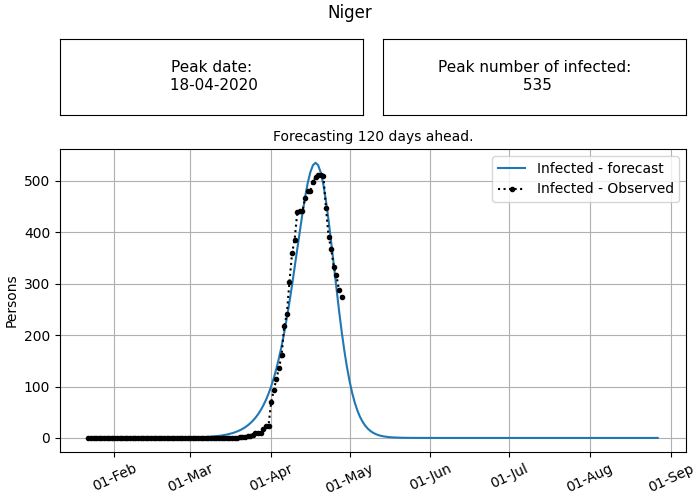 Niger
Peak date:
18-04-2020
Peak number of infected:
535
Forecasting 120 days ahead.
Infected - forecast
Infected - Observed
Persons
500
400
300
200
100
0
01-Feb
01-Mar
01-Apr
01-May
01-Jun
01-Jul
01-Aug
01-Sep